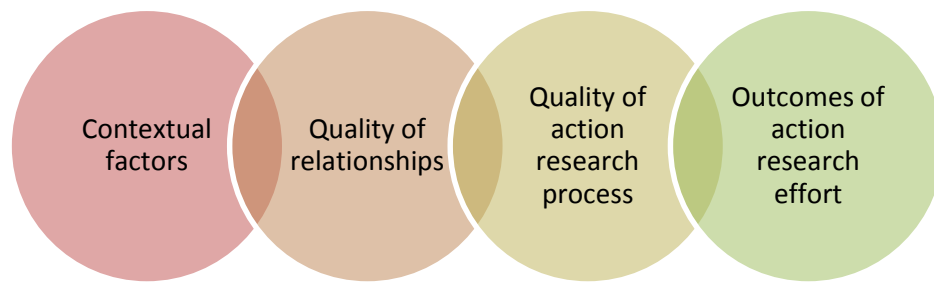 Contextual
factors
Quality of
relationships
Quality of
action
research
process
Outcomes of
action
research
effort